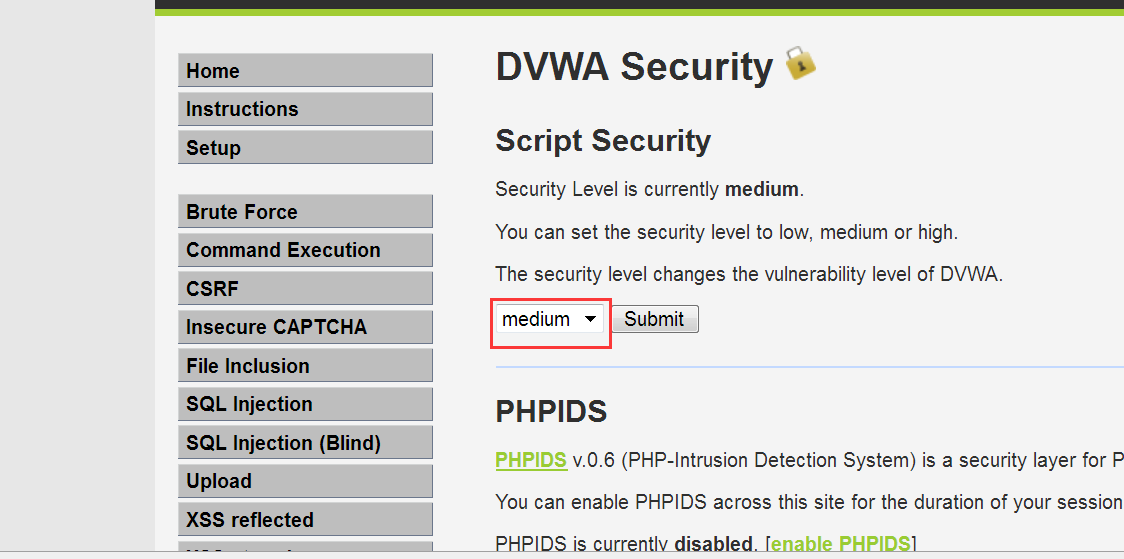 Home
Instructions
Setup
Brute Force
Command Execution
CSRF
Insecure CAPTCHA
File Inclusion
SQL Injection
SQL Injection (Blind)
Upload
XSS reflected
DVWA Security
Script Security
Security Level is currently medium.
You can set the security level to low, medium or high.
The security level changes the vulnerability level of DVWA.
medium Submit
PHPIDS
PHPIDS v.0.6 (PHP-Intrusion Detection System) is a security layer for P
You can enable PHPIDS across this site for the duration of your session
PHPIDS is currently disabled. [enable PHPIDS]